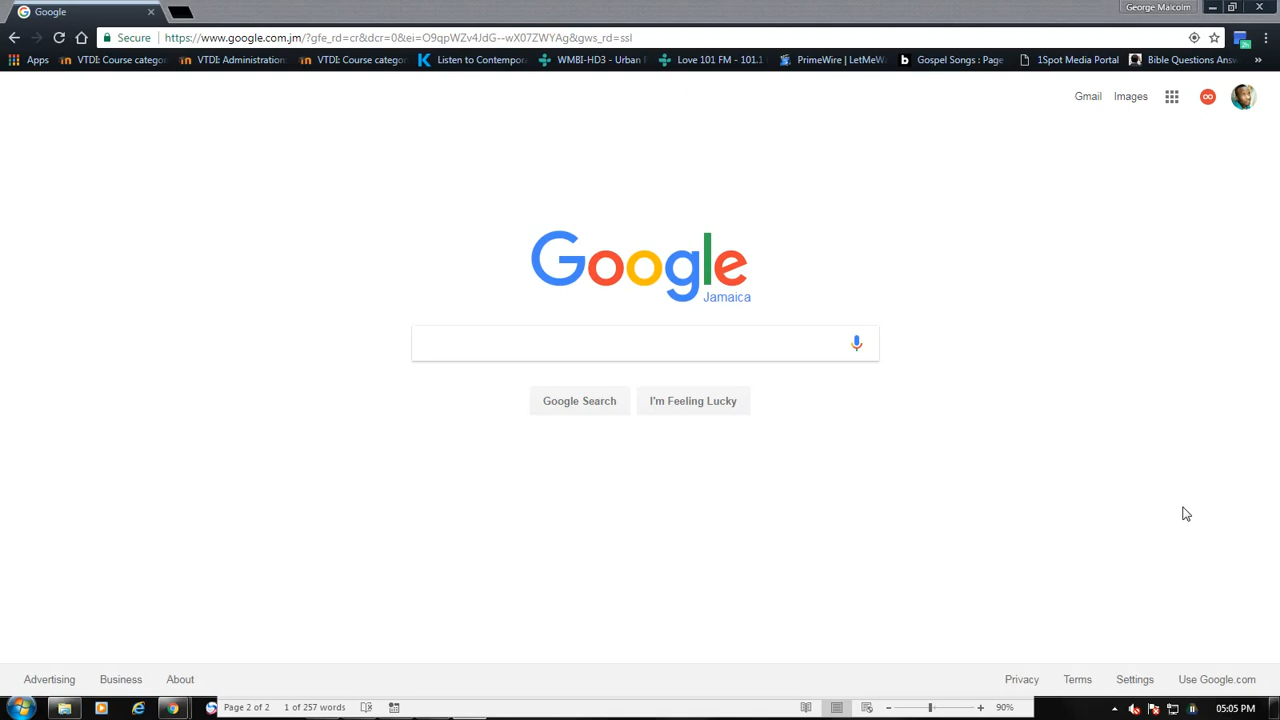 Google
George Malcolm
Secure https://www.google.com.jm/?gfe_rd=cr&dcr=0&ei=O9qpWZv4JdG--wX07ZWYAg&gws_rd=ssl
Apps VTDI: Course categor VTDI: Administration: VTDI: Course categor Listen to Contempora WMBI-HD3 - Urban Love 101 FM - 101.1 PrimeWire | LetMeWa Gospel Songs : Page 1Spot Media Portal Bible Questions Answ »
Gmail Images
Google
Jamaica
Google Search I'm Feeling Lucky
Advertising Business About Privacy Terms Settings Use Google.com
Page 2 of 2 1 of 257 words 90% 05:05 PM